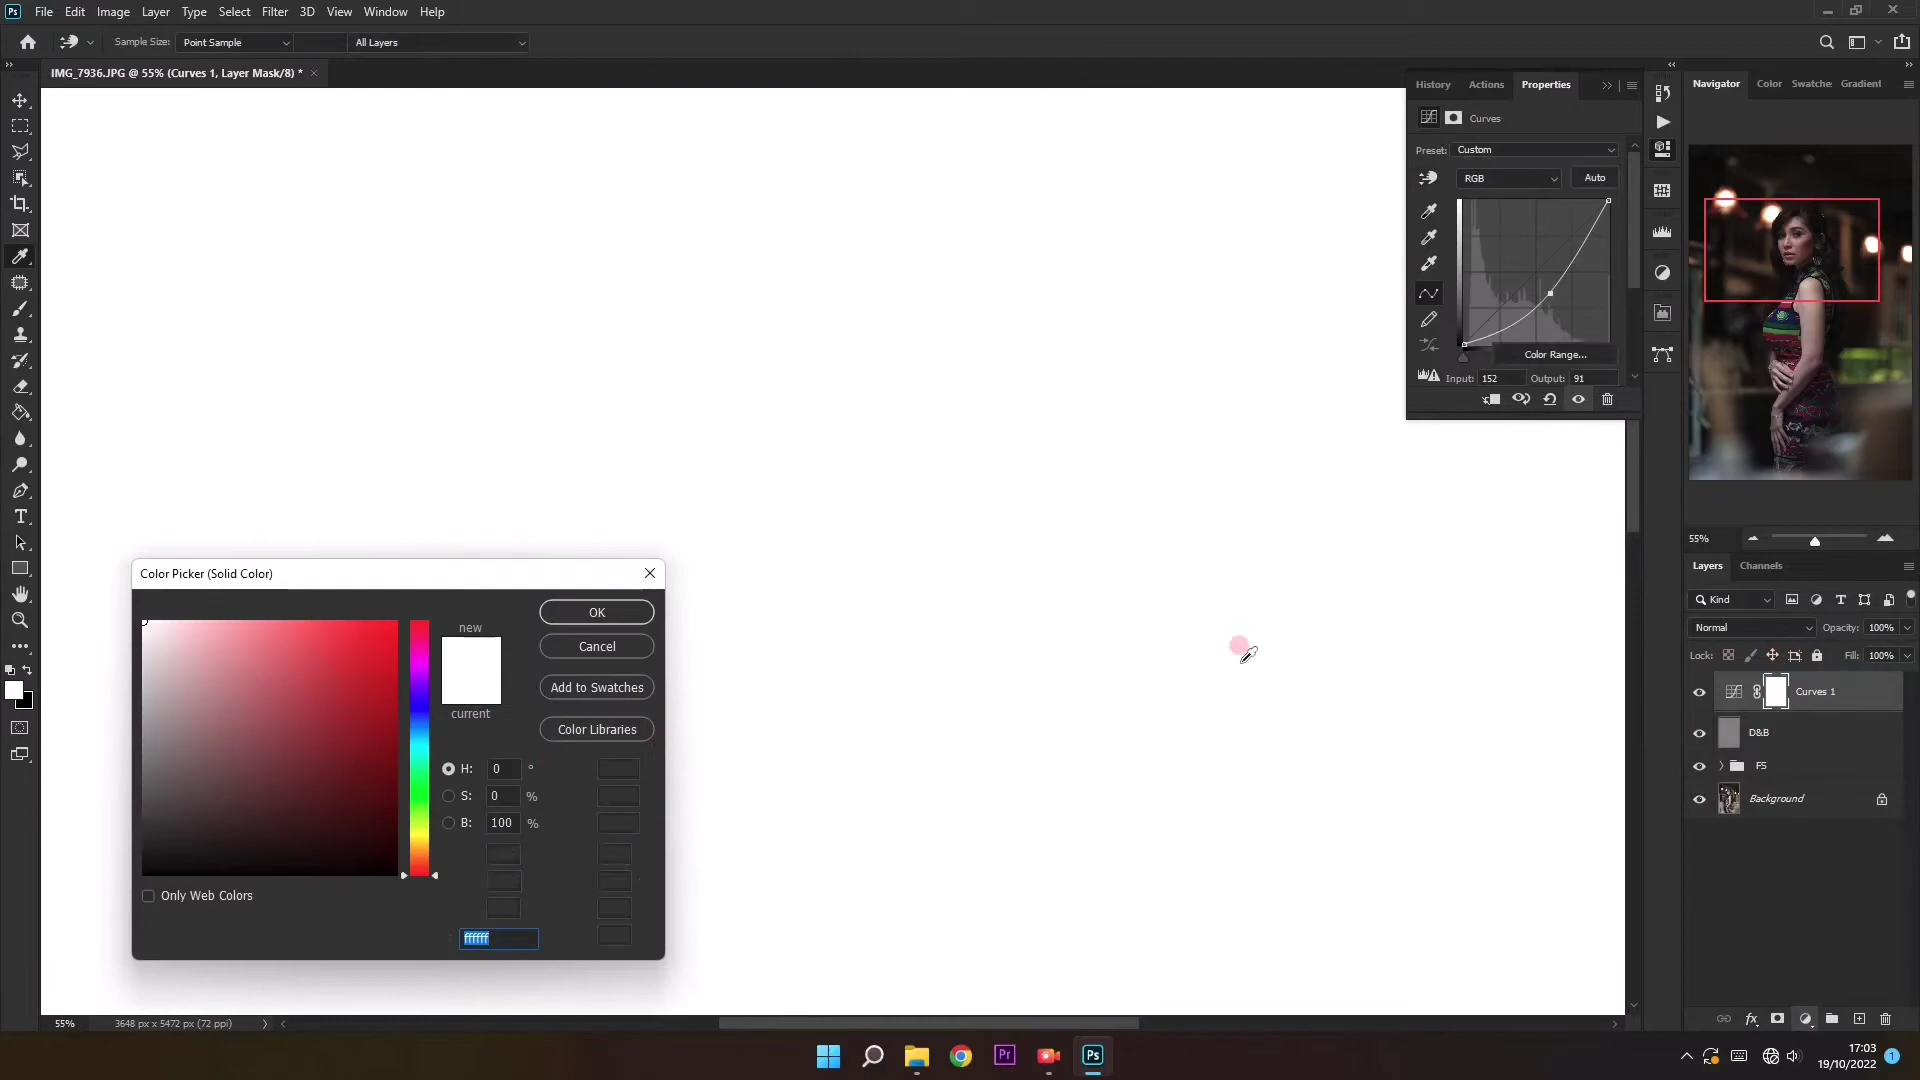 Ps File Edit Image Layer Type Select Filter 3D View Window Help
Sample Size: Point Sample All Layers
IMG_7936.JPG @ 55% (Curves 1, Layer Mask/8) * ×
History Actions Properties
Curves
Preset: Custom
RGB Auto
Color Range...
Input: 152 Output: 91
Navigator Color Swatche Gradient
55%
Layers Channels
Kind
Normal Opacity: 100%
Lock: Fill: 100%
Curves 1
D&B
FS
Background
Color Picker (Solid Color)
new
current
OK
Cancel
Add to Swatches
Color Libraries
H: 0 °
S: 0 %
B: 100 %
Only Web Colors
ffffff
55% 3648 px x 5472 px (72 ppi)
Pr Ps
17:03
19/10/2022
1